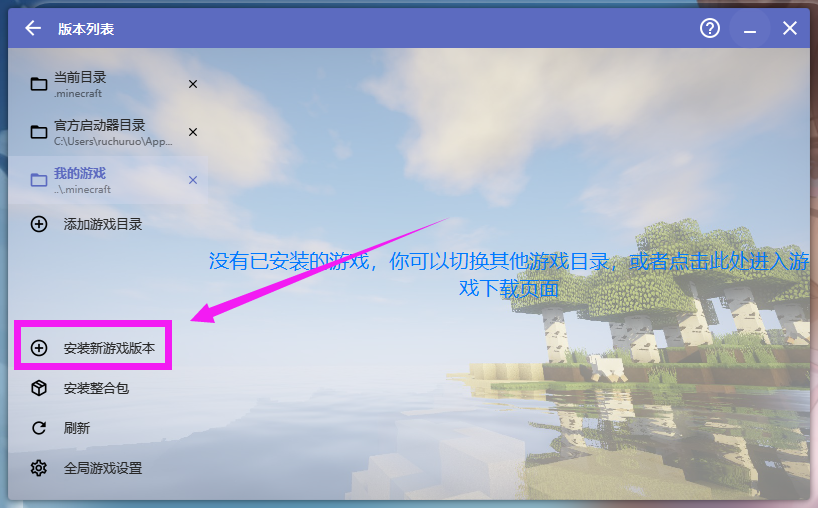 版本列表
当前目录
.minecraft
官方启动器目录
C:\Users\ruchuruo\App...
我的游戏
..\.minecraft
添加游戏目录
没有已安装的游戏，你可以切换其他游戏目录，或者点击此处进入游
戏下载页面
安装新游戏版本
安装整合包
刷新
全局游戏设置